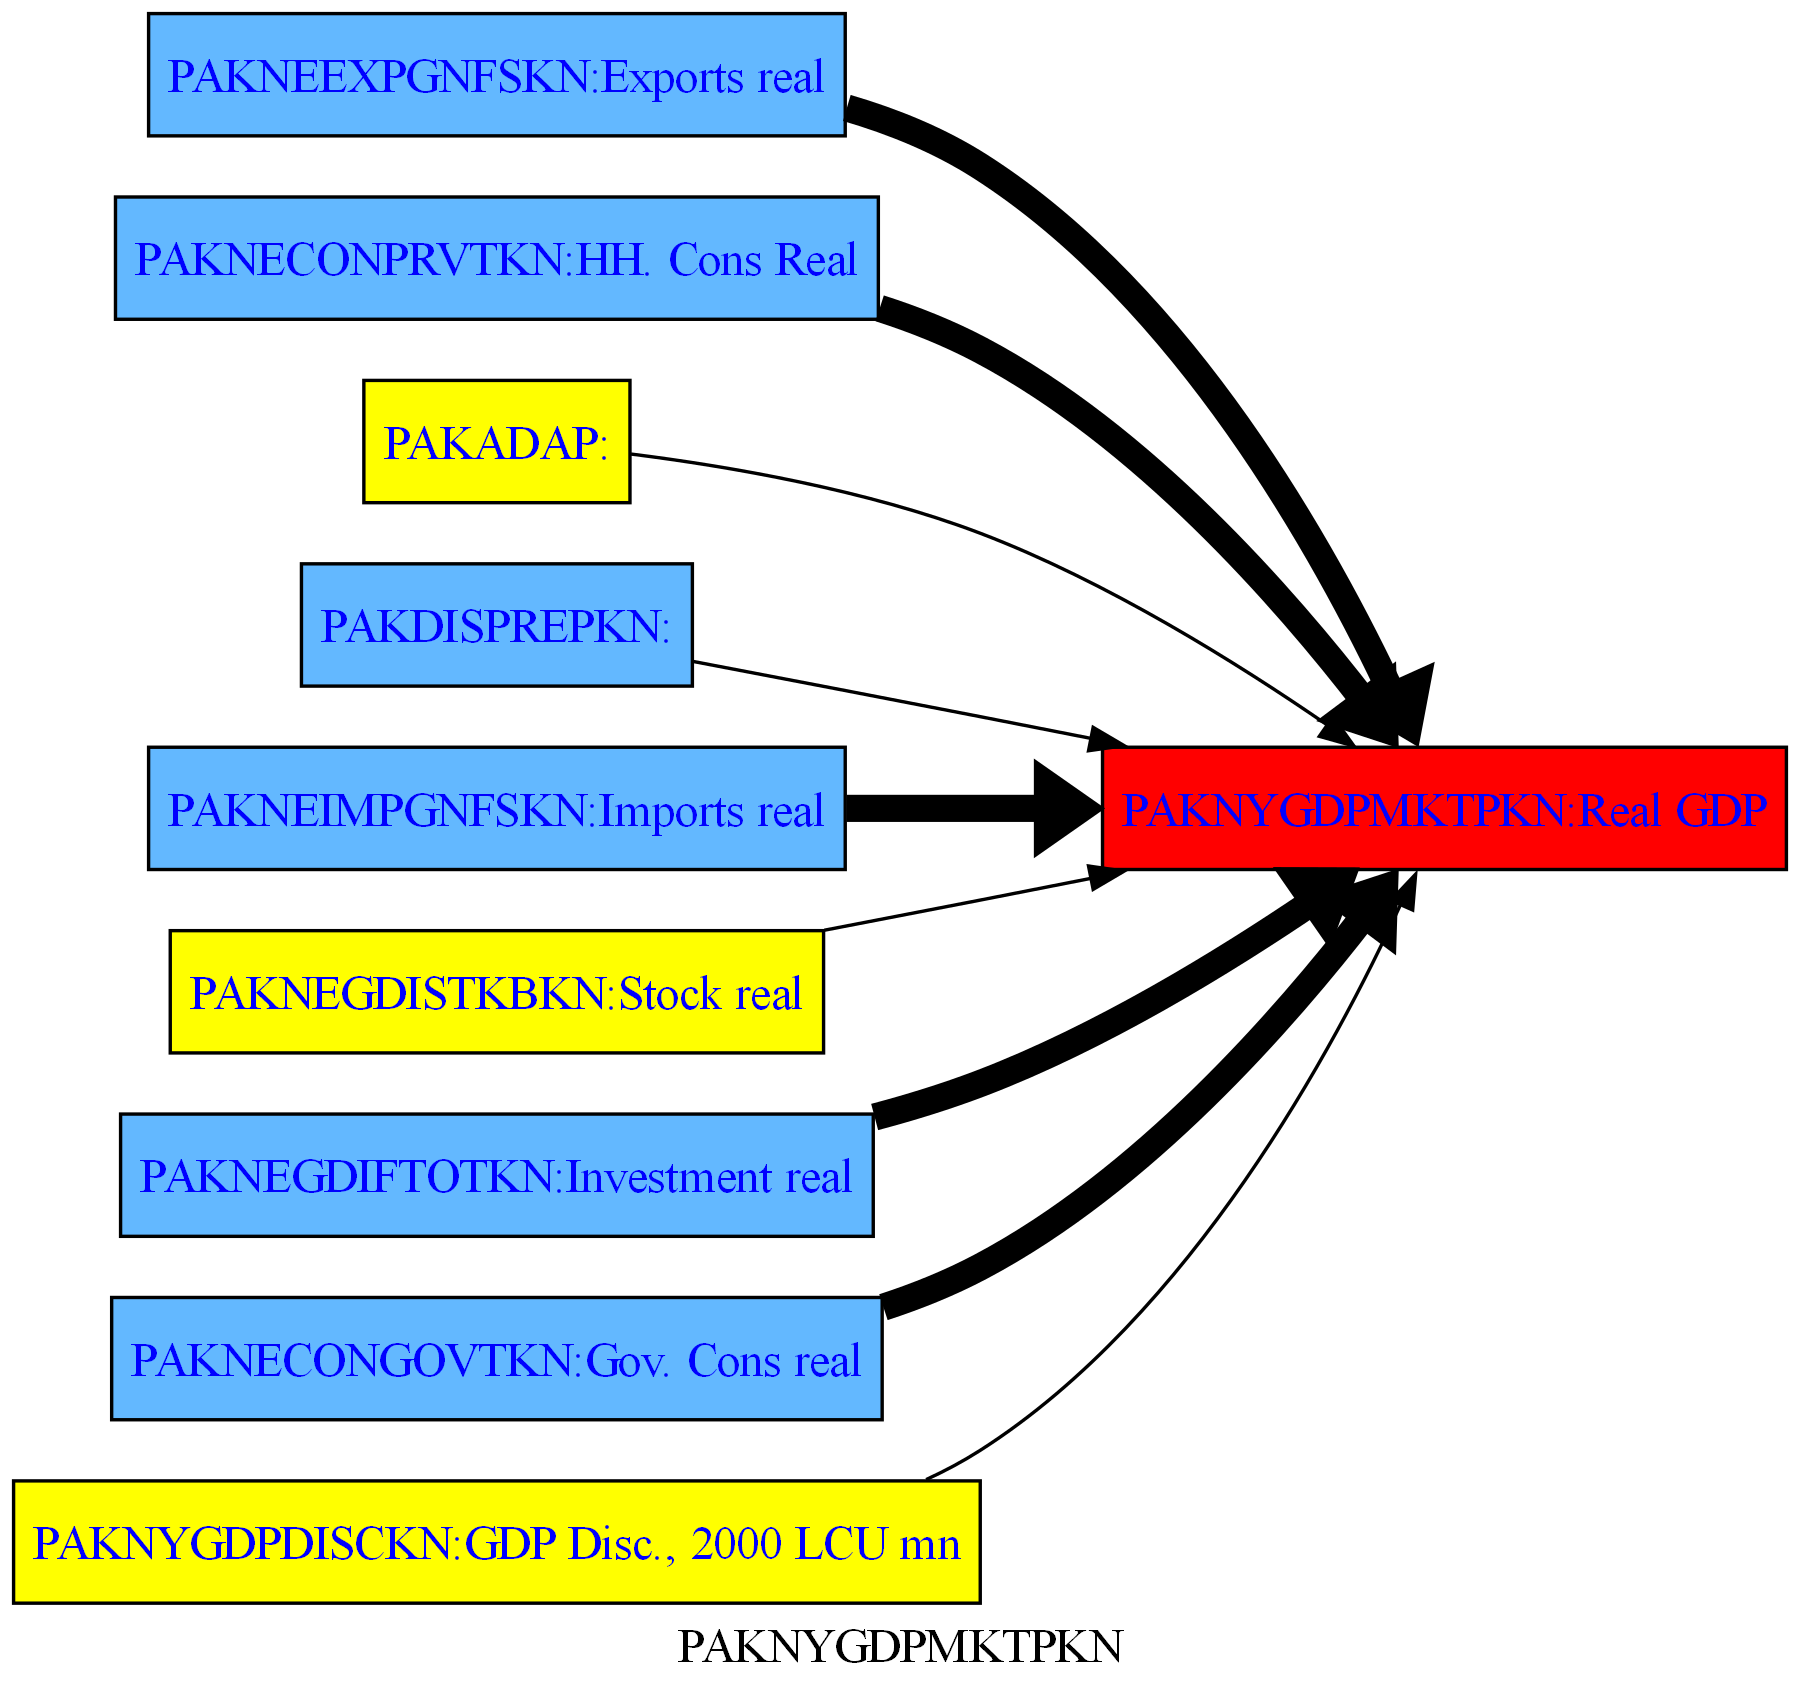 PAKNEEXPGNFSKN:Exports real
PAKNECONPRVTKN:HH. Cons Real
PAKADAP:
PAKDISPREPKN:
PAKNEIMPGNFSKN:Imports real
PAKNYGDPMKTPKN:Real GDP
PAKNEGDISTKBKN:Stock real
PAKNEGDIFTOTKN:Investment real
PAKNECONGOVTKN:Gov. Cons real
PAKNYGDPDISCKN:GDP Disc., 2000 LCU mn
PAKNYGDPMKTPKN